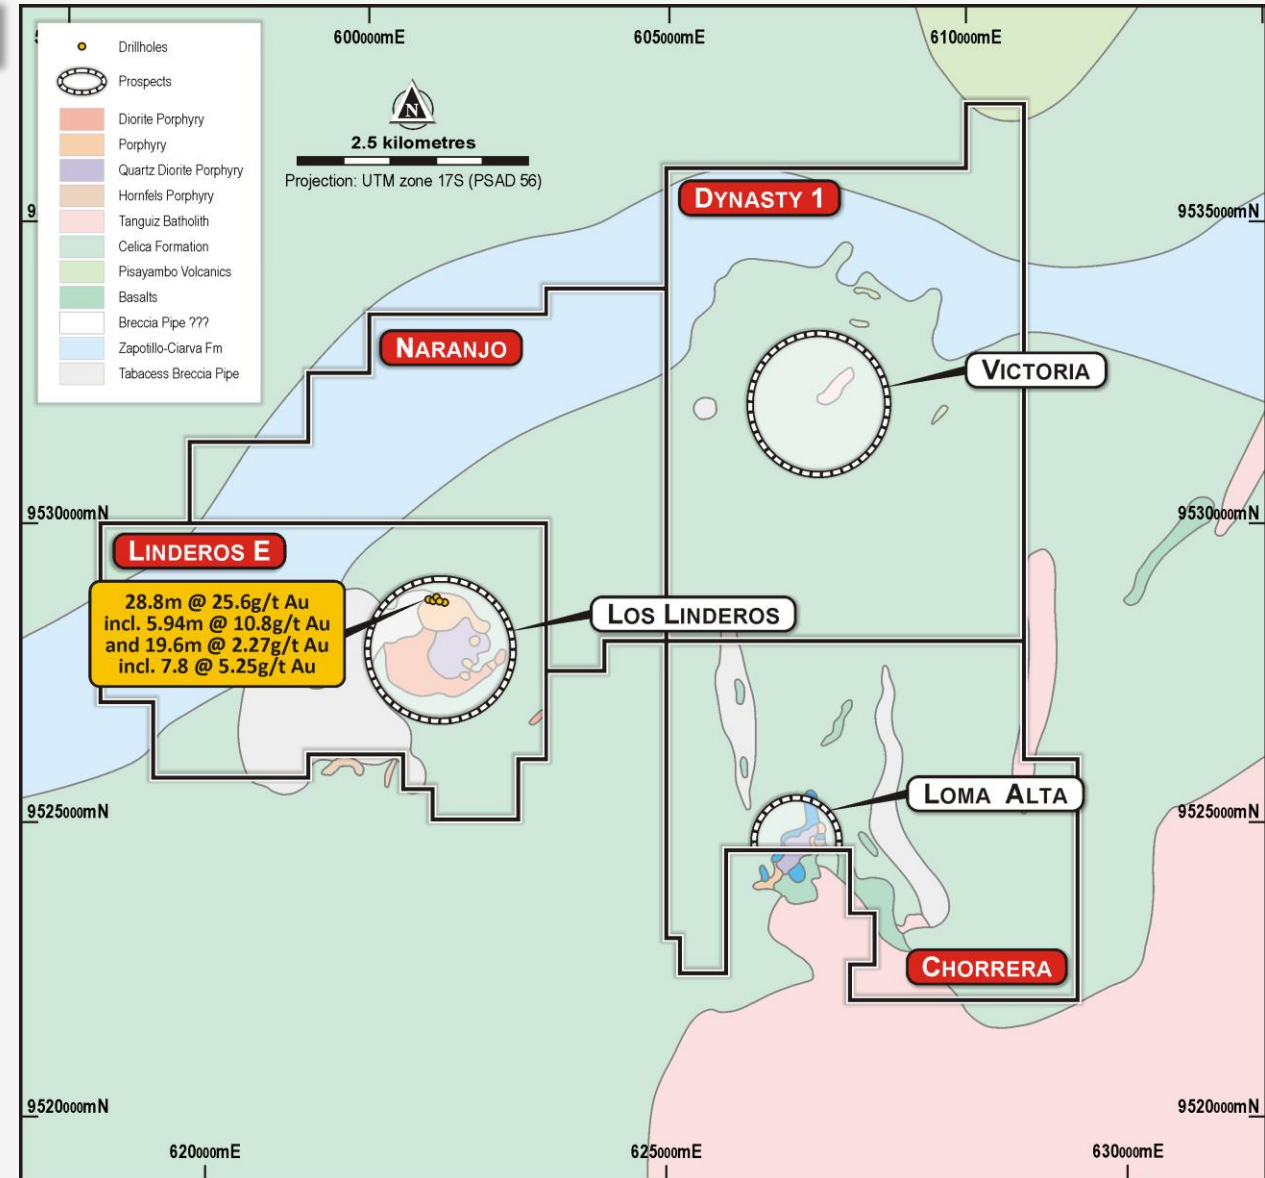 600000mE
605000mE
610000mE
Drillholes
Prospects
Diorite Porphyry
Porphyry
Quartz Diorite Porphyry
Hornfels Porphyry
Tanguiz Batholith
Celica Formation
Pisayambo Volcanics
Basalts
Breccia Pipe ???
Zapotillo-Ciarva Fm
Tabacess Breccia Pipe
N
2.5 kilometres
Projection: UTM zone 17S (PSAD 56)
DYNASTY 1
9535000mN
NARANJO
VICTORIA
9530000mN
9530000mN
LINDEROS E
28.8m @ 25.6g/t Au
incl. 5.94m @ 10.8g/t Au
and 19.6m @ 2.27g/t Au
incl. 7.8 @ 5.25g/t Au
LOS LINDEROS
LOMA ALTA
9525000mN
9525000mN
CHORRERA
9520000mN
9520000mN
620000mE
625000mE
630000mE